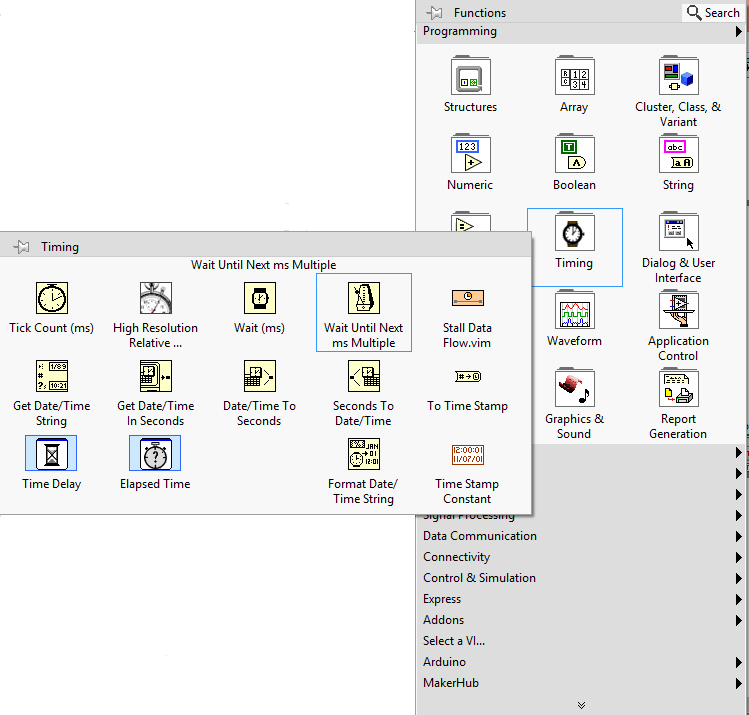 Functions
Search
Programming
Structures
Array
Cluster, Class, &
Variant
Numeric
Boolean
String
Timing
Dialog & User
Interface
Waveform
Application
Control
Graphics &
Sound
Report
Generation
Timing
Wait Until Next ms Multiple
Tick Count (ms)
High Resolution
Relative ...
Wait (ms)
Wait Until Next
ms Multiple
Stall Data
Flow.vim
Get Date/Time
String
Get Date/Time
In Seconds
Date/Time To
Seconds
Seconds To
Date/Time
To Time Stamp
Time Delay
Elapsed Time
Format Date/
Time String
Time Stamp
Constant
Signal Processing
Data Communication
Connectivity
Control & Simulation
Express
Addons
Select a VI...
Arduino
MakerHub